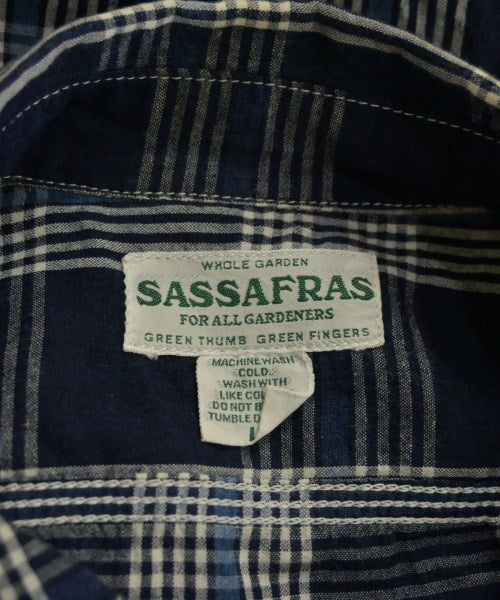 WHOLE GARDEN
SASSAFRAS
FOR ALL GARDENERS
GREEN THUMB GREEN FINGERS
MACHINE WASH
COLD.
WASH WITH
LIKE
DO NOT
TUMBLE